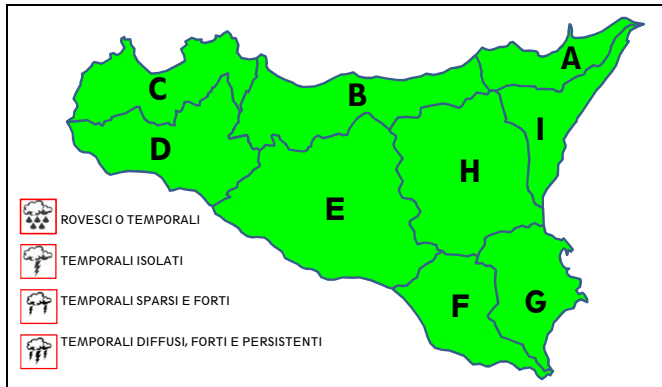 A
C
B
I
D
H
E
ROVESCI O TEMPORALI
TEMPORALI ISOLATI
TEMPORALI SPARSI E FORTI
F
G
TEMPORALI DIFFUSI, FORTI E PERSISTENTI